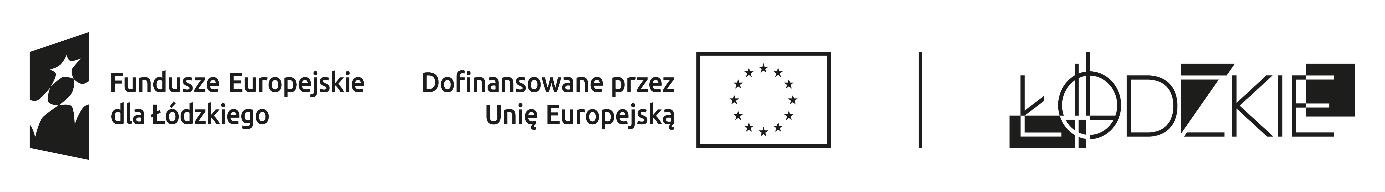 Fundusze Europejskie
dla Łódzkiego
Dofinansowane przez
Unię Europejską
ŁÓDZKIE